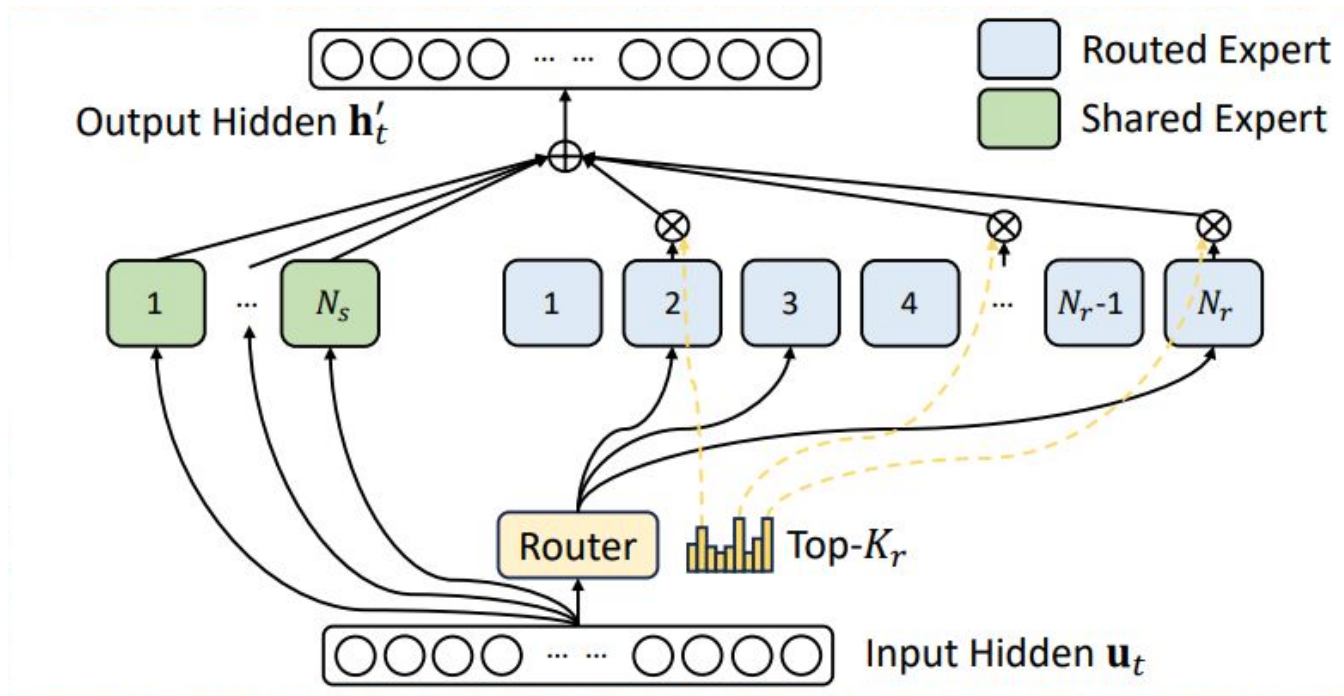 Routed Expert
Shared Expert
... ...
Output Hidden 𝐡′ₜ
1 ... Nₛ 1 2 3 4 ... Nᵣ-1 Nᵣ
Router
Top-Kᵣ
... ...
Input Hidden 𝐮ₜ